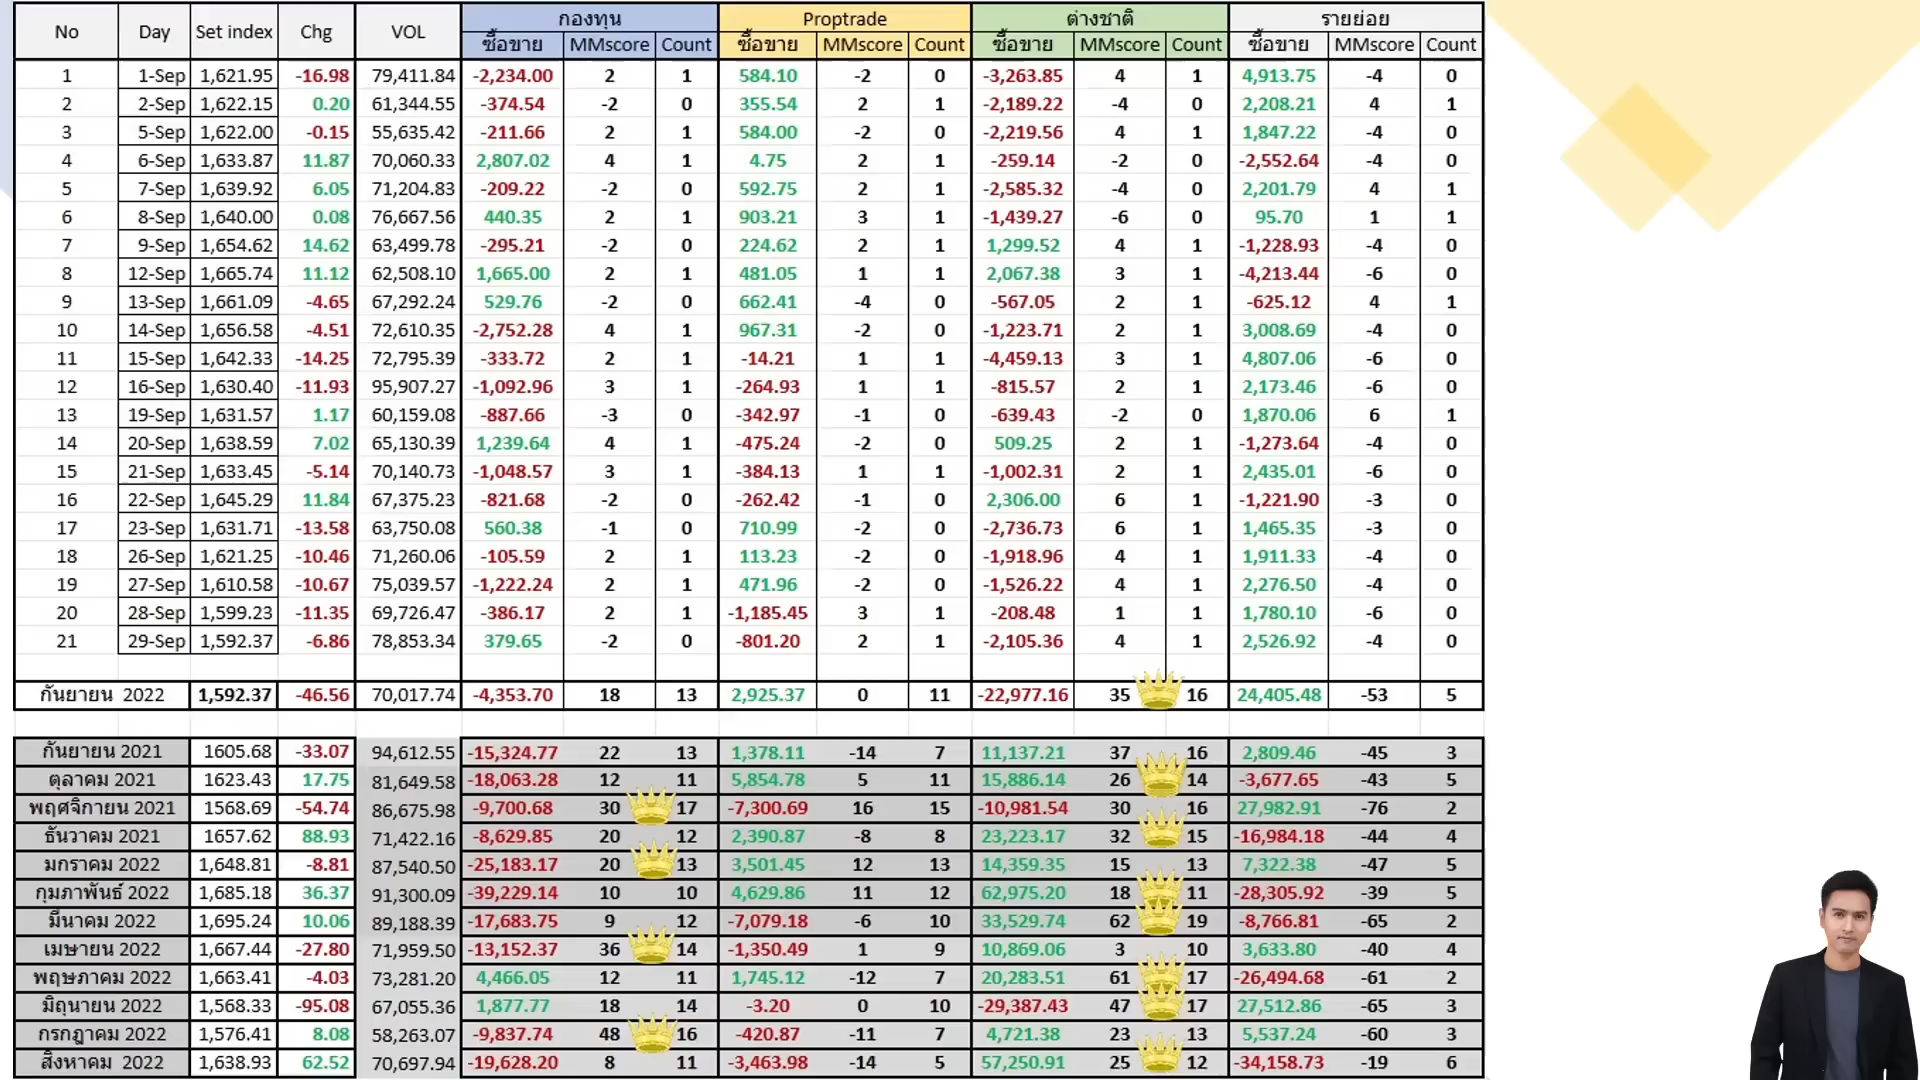 No Day Set index Chg VOL กองทุน Proptrade ต่างชาติ รายย่อย
ซื้อขาย MMscore Count ซื้อขาย MMscore Count ซื้อขาย MMscore Count ซื้อขาย MMscore Count
1 1-Sep 1,621.95 -16.98 79,411.84 -2,234.00 2 1 584.10 -2 0 -3,263.85 4 1 4,913.75 -4 0
2 2-Sep 1,622.15 0.20 61,344.55 -374.54 -2 0 355.54 2 1 -2,189.22 -4 0 2,208.21 4 1
3 5-Sep 1,622.00 -0.15 55,635.42 -211.66 2 1 584.00 -2 0 -2,219.56 4 1 1,847.22 -4 0
4 6-Sep 1,633.87 11.87 70,060.33 2,807.02 4 1 4.75 2 1 -259.14 -2 0 -2,552.64 -4 0
5 7-Sep 1,639.92 6.05 71,204.83 -209.22 -2 0 592.75 2 1 -2,585.32 -4 0 2,201.79 4 1
6 8-Sep 1,640.00 0.08 76,667.56 440.35 2 1 903.21 3 1 -1,439.27 -6 0 95.70 1 1
7 9-Sep 1,654.62 14.62 63,499.78 -295.21 -2 0 224.62 2 1 1,299.52 4 1 -1,228.93 -4 0
8 12-Sep 1,665.74 11.12 62,508.10 1,665.00 2 1 481.05 1 1 2,067.38 3 1 -4,213.44 -6 0
9 13-Sep 1,661.09 -4.65 67,292.24 529.76 -2 0 662.41 -4 0 -567.05 2 1 -625.12 4 1
10 14-Sep 1,656.58 -4.51 72,610.35 -2,752.28 4 1 967.31 -2 0 -1,223.71 2 1 3,008.69 -4 0
11 15-Sep 1,642.33 -14.25 72,795.39 -333.72 2 1 -14.21 1 1 -4,459.13 3 1 4,807.06 -6 0
12 16-Sep 1,630.40 -11.93 95,907.27 -1,092.96 3 1 -264.93 1 1 -815.57 2 1 2,173.46 -6 0
13 19-Sep 1,631.57 1.17 60,159.08 -887.66 -3 0 -342.97 -1 0 -639.43 -2 0 1,870.06 6 1
14 20-Sep 1,638.59 7.02 65,130.39 1,239.64 4 1 -475.24 -2 0 509.25 2 1 -1,273.64 -4 0
15 21-Sep 1,633.45 -5.14 70,140.73 -1,048.57 3 1 -384.13 1 1 -1,002.31 2 1 2,435.01 -6 0
16 22-Sep 1,645.29 11.84 67,375.23 -821.68 -2 0 -262.42 -1 0 2,306.00 6 1 -1,221.90 -3 0
17 23-Sep 1,631.71 -13.58 63,750.08 560.38 -1 0 710.99 -2 0 -2,736.73 6 1 1,465.35 -3 0
18 26-Sep 1,621.25 -10.46 71,260.06 -105.59 2 1 113.23 -2 0 -1,918.96 4 1 1,911.33 -4 0
19 27-Sep 1,610.58 -10.67 75,039.57 -1,222.24 2 1 471.96 -2 0 -1,526.22 4 1 2,276.50 -4 0
20 28-Sep 1,599.23 -11.35 69,726.47 -386.17 2 1 -1,185.45 3 1 -208.48 1 1 1,780.10 -6 0
21 29-Sep 1,592.37 -6.86 78,853.34 379.65 -2 0 -801.20 2 1 -2,105.36 4 1 2,526.92 -4 0
กันยายน 2022 1,592.37 -46.56 70,017.74 -4,353.70 18 13 2,925.37 0 11 -22,977.16 35 16 24,405.48 -53 5
กันยายน 2021 1605.68 -33.07 94,612.55 -15,324.77 22 13 1,378.11 -14 7 11,137.21 37 16 2,809.46 -45 3
ตุลาคม 2021 1623.43 17.75 81,649.58 -18,063.28 12 11 5,854.78 5 11 15,886.14 26 14 -3,677.65 -43 5
พฤศจิกายน 2021 1568.69 -54.74 86,675.98 -9,700.68 30 17 -7,300.69 16 15 -10,981.54 30 16 27,982.91 -76 2
ธันวาคม 2021 1657.62 88.93 71,422.16 -8,629.85 20 12 2,390.87 -8 8 23,223.17 32 15 -16,984.18 -44 4
มกราคม 2022 1,648.81 -8.81 87,540.50 -25,183.17 20 13 3,501.45 12 13 14,359.35 15 13 7,322.38 -47 5
กุมภาพันธ์ 2022 1,685.18 36.37 91,300.09 -39,229.14 10 10 4,629.86 11 12 62,975.20 18 11 -28,305.92 -39 5
มีนาคม 2022 1,695.24 10.06 89,188.39 -17,683.75 9 12 -7,079.18 -6 10 33,529.74 62 19 -8,766.81 -65 2
เมษายน 2022 1,667.44 -27.80 71,959.50 -13,152.37 36 14 -1,350.49 1 9 10,869.06 3 10 3,633.80 -40 4
พฤษภาคม 2022 1,663.41 -4.03 73,281.20 4,466.05 12 11 1,745.12 -12 7 20,283.51 61 17 -26,494.68 -61 2
มิถุนายน 2022 1,568.33 -95.08 67,055.36 1,877.77 18 14 -3.20 0 10 -29,387.43 47 17 27,512.86 -65 3
กรกฎาคม 2022 1,576.41 8.08 58,263.07 -9,837.74 48 16 -420.87 -11 7 4,721.38 23 13 5,537.24 -60 3
สิงหาคม 2022 1,638.93 62.52 70,697.94 -19,628.20 8 11 -3,463.98 -14 5 57,250.91 25 12 -34,158.73 -19 6